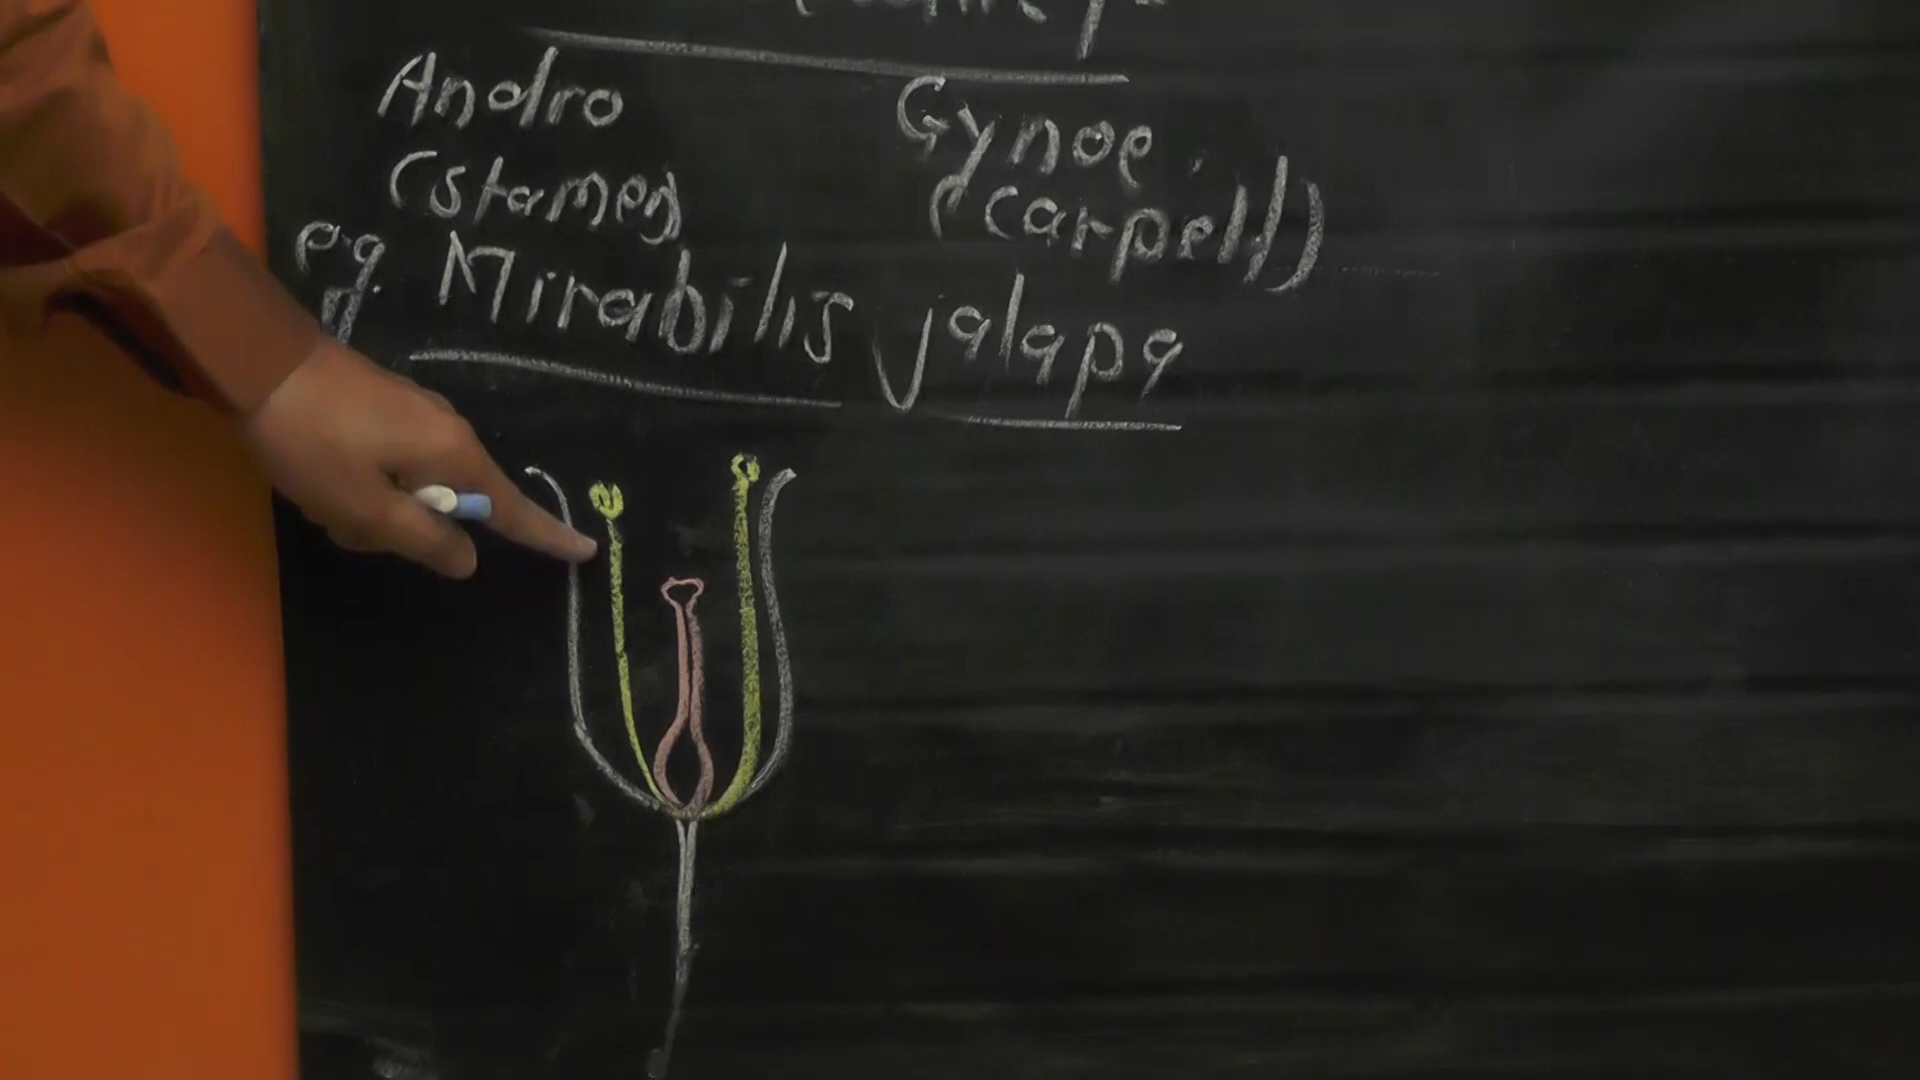 Andro Gynoe.
(stamen) (carpell)
eg. Mirabilis jalapa